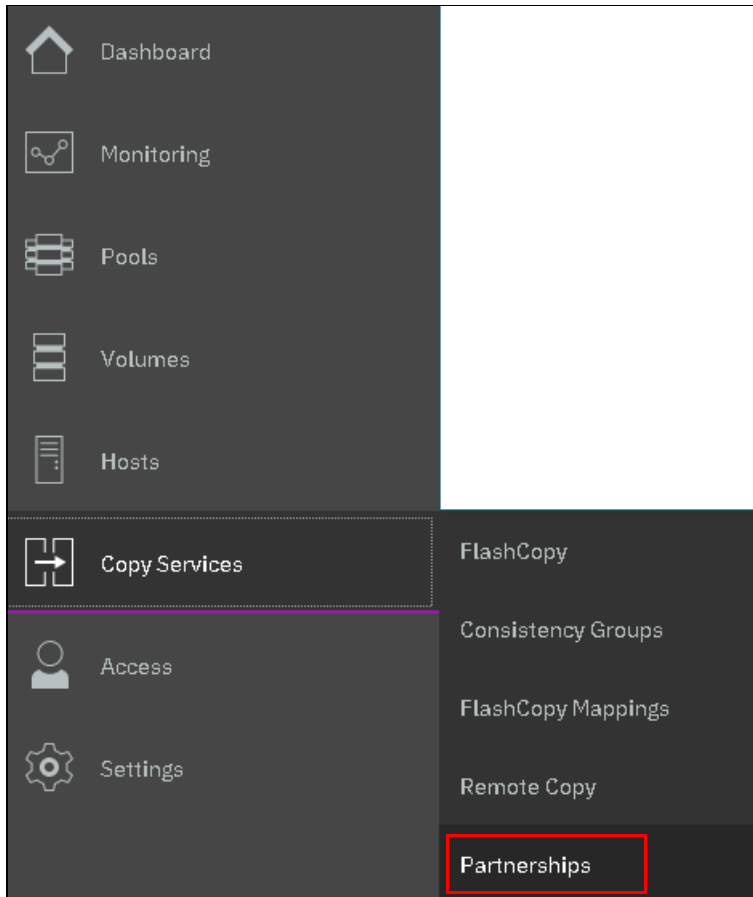 Dashboard
Monitoring
Pools
Volumes
Hosts
Copy Services
Access
Settings
FlashCopy
Consistency Groups
FlashCopy Mappings
Remote Copy
Partnerships